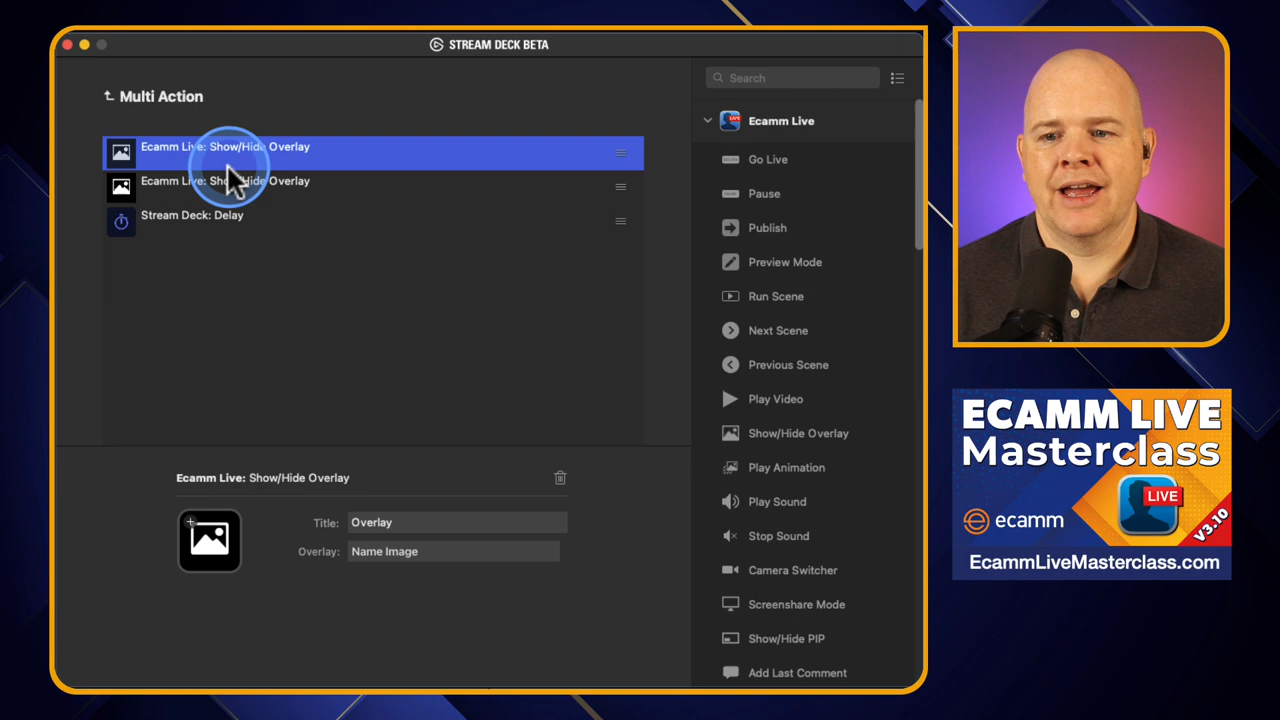 STREAM DECK BETA
Multi Action
Ecamm Live: Show/Hide Overlay
Ecamm Live: Show/Hide Overlay
Stream Deck: Delay
Ecamm Live: Show/Hide Overlay
Title: Overlay
Overlay: Name Image
Search
Ecamm Live
Go Live
Pause
Publish
Preview Mode
Run Scene
Next Scene
Previous Scene
Play Video
Show/Hide Overlay
Play Animation
Play Sound
Stop Sound
Camera Switcher
Screenshare Mode
Show/Hide PIP
Add Last Comment
ECAMM LIVE
Masterclass
LIVE
ecamm
V3.10
EcammLiveMasterclass.com